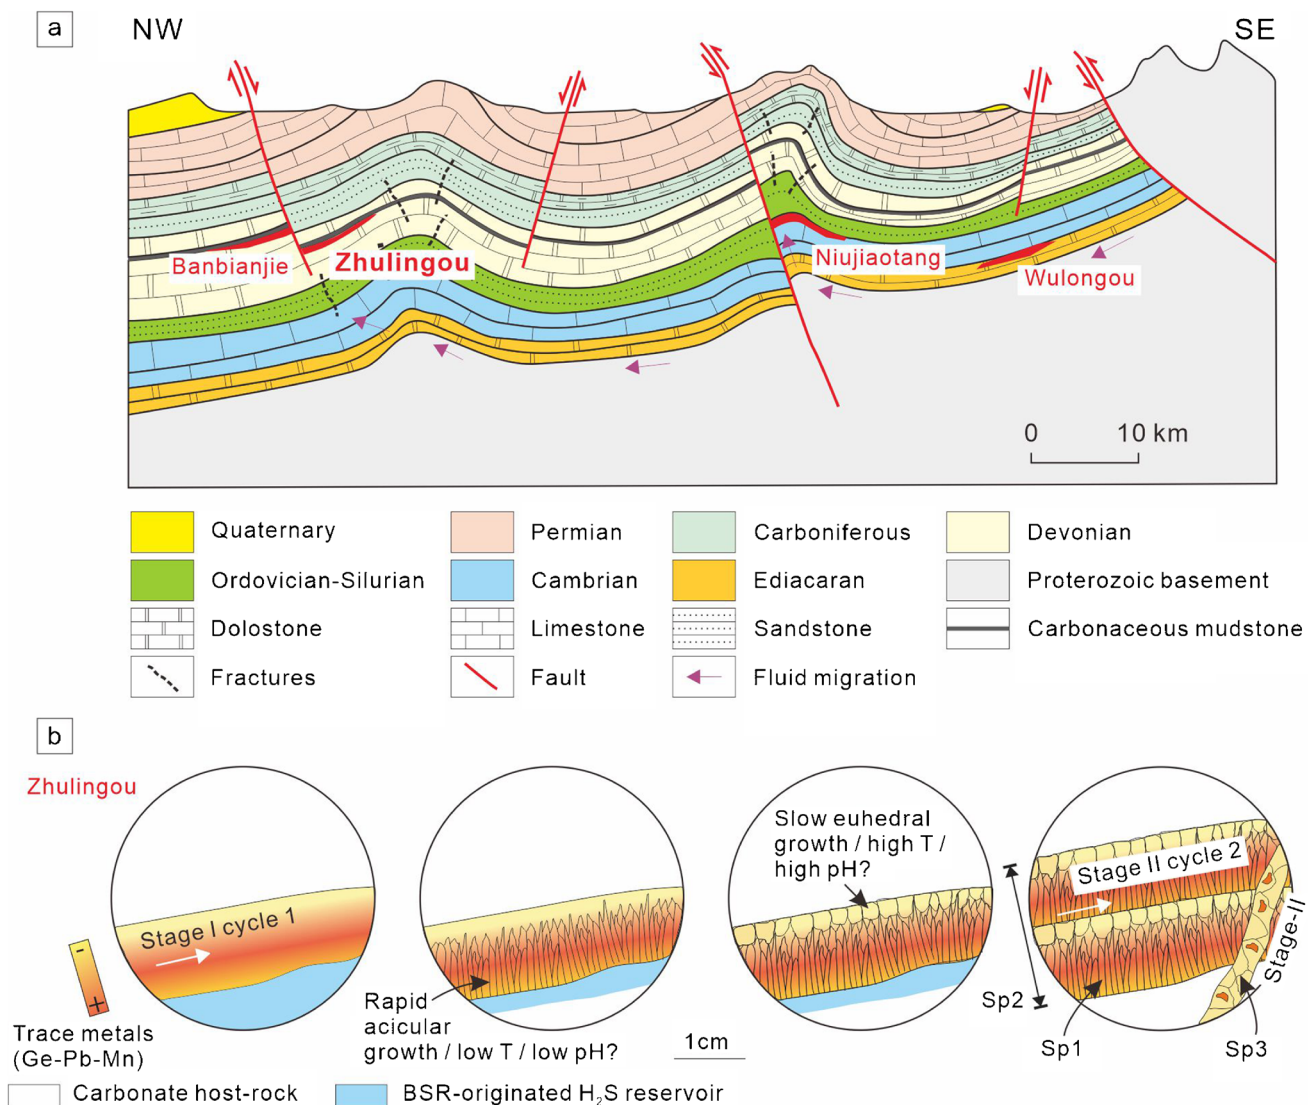 a
NW
SE
Banbianjie
Zhulingou
Niujiaotang
Wulongou
0 10 km
Quaternary
Permian
Carboniferous
Devonian
Ordovician-Silurian
Cambrian
Ediacaran
Proterozoic basement
Dolostone
Limestone
Sandstone
Carbonaceous mudstone
Fractures
Fault
Fluid migration
b
Zhulingou
Stage I cycle 1
-
+
Trace metals
(Ge-Pb-Mn)
Rapid
acicular
growth / low T / low pH?
1cm
Slow euhedral
growth / high T /
high pH?
Stage II cycle 2
Stage-II
Sp2
Sp1
Sp3
Carbonate host-rock
BSR-originated H₂S reservoir